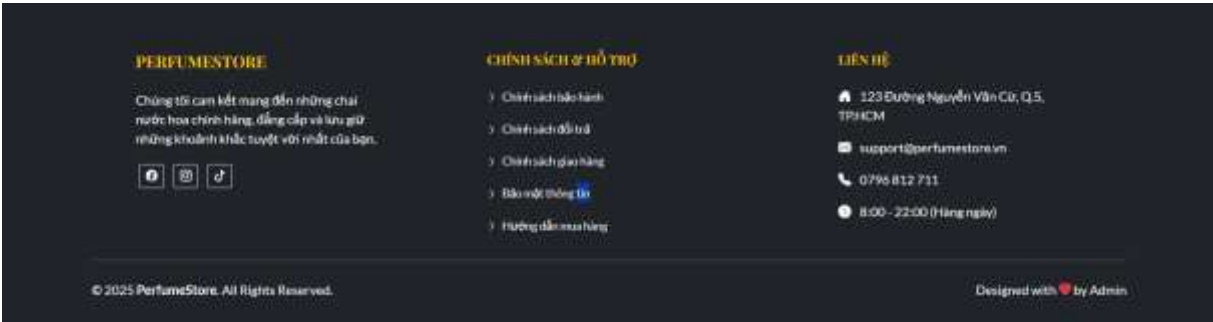 PERFUMESTORE
Chúng tôi cam kết mang đến những chai
nước hoa chính hãng, đẳng cấp và lưu giữ
những khoảnh khắc tuyệt vời nhất của bạn.
CHÍNH SÁCH & HỖ TRỢ
Chính sách bảo hành
Chính sách đổi trả
Chính sách giao hàng
Bảo mật thông tin
Hướng dẫn mua hàng
LIÊN HỆ
123 Đường Nguyễn Văn Cừ, Q.5,
TP.HCM
support@perfumestore.vn
0796 812 711
8:00 - 22:00 (Hàng ngày)
© 2025 PerfumeStore. All Rights Reserved.
Designed with ❤ by Admin